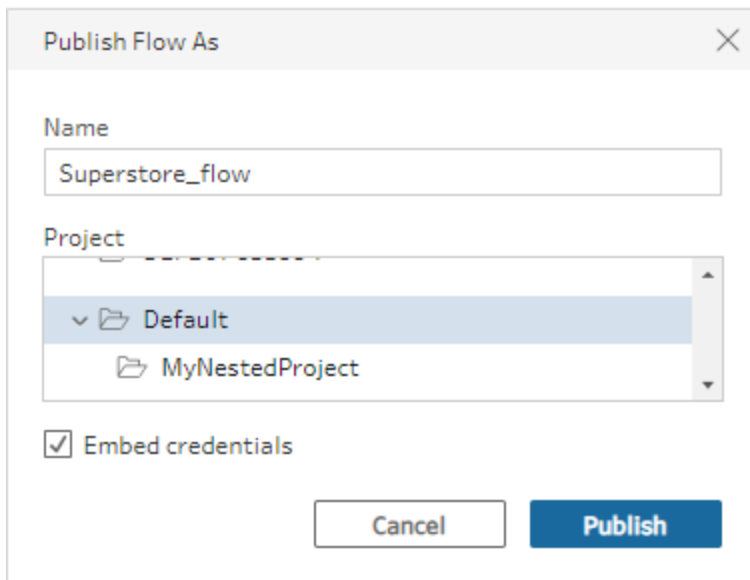 Publish Flow As
Name
Superstore_flow
Project
Default
MyNestedProject
Embed credentials
Cancel
Publish